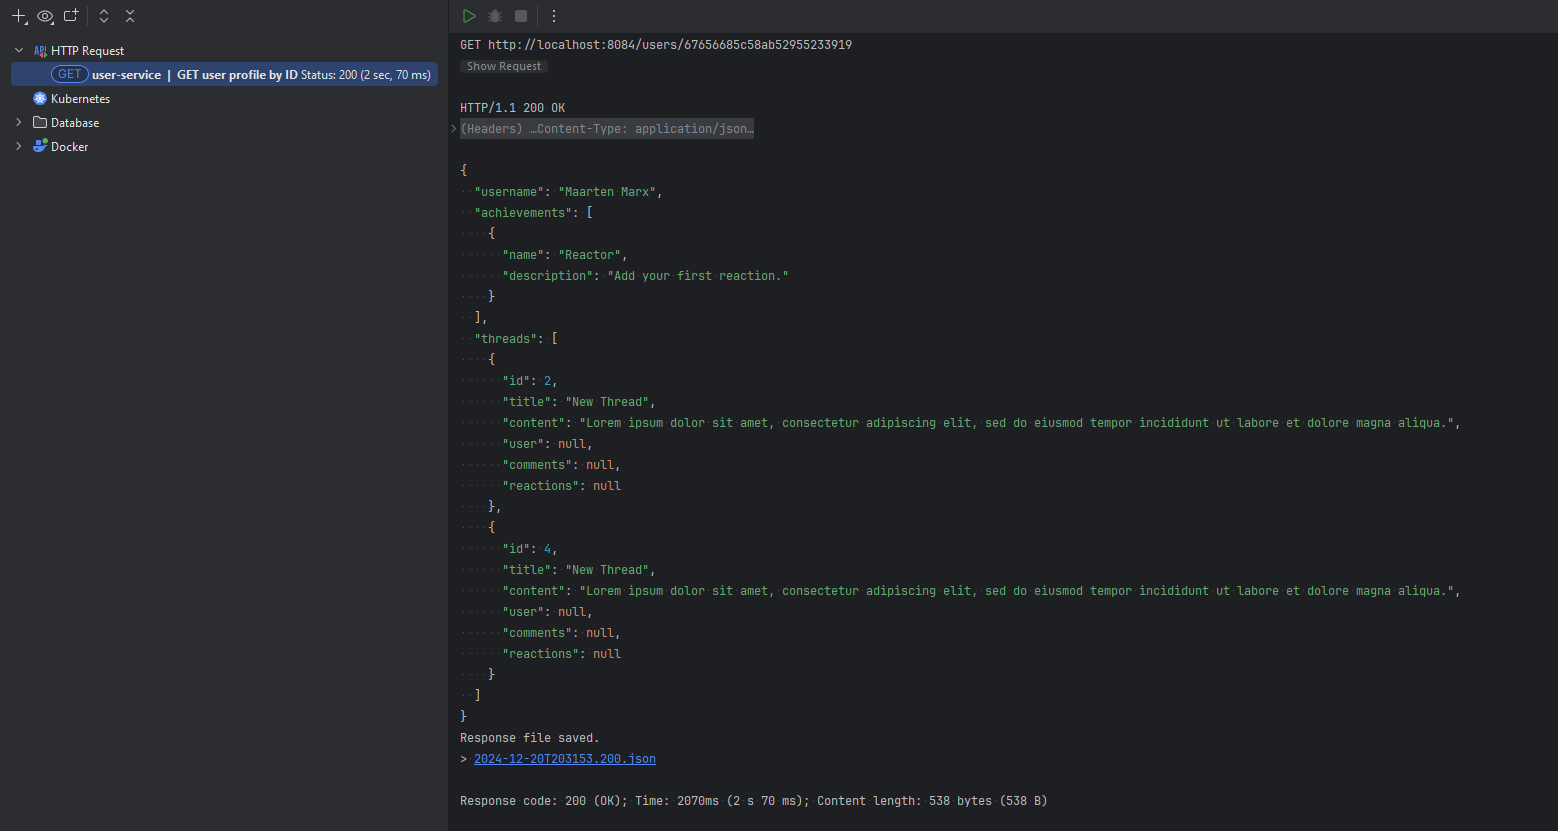 HTTP Request
GET user-service | GET user profile by ID Status: 200 (2 sec, 70 ms)
Kubernetes
Database
Docker
GET http://localhost:8084/users/67656685c58ab52955233919
Show Request
HTTP/1.1 200 OK
(Headers) …Content-Type: application/json…
{
"username": "Maarten Marx",
"achievements": [
{
"name": "Reactor",
"description": "Add your first reaction."
}
],
"threads": [
{
"id": 2,
"title": "New Thread",
"content": "Lorem ipsum dolor sit amet, consectetur adipiscing elit, sed do eiusmod tempor incididunt ut labore et dolore magna aliqua.",
"user": null,
"comments": null,
"reactions": null
},
{
"id": 4,
"title": "New Thread",
"content": "Lorem ipsum dolor sit amet, consectetur adipiscing elit, sed do eiusmod tempor incididunt ut labore et dolore magna aliqua.",
"user": null,
"comments": null,
"reactions": null
}
]
}
Response file saved.
> 2024-12-20T203153.200.json
Response code: 200 (OK); Time: 2070ms (2 s 70 ms); Content length: 538 bytes (538 B)